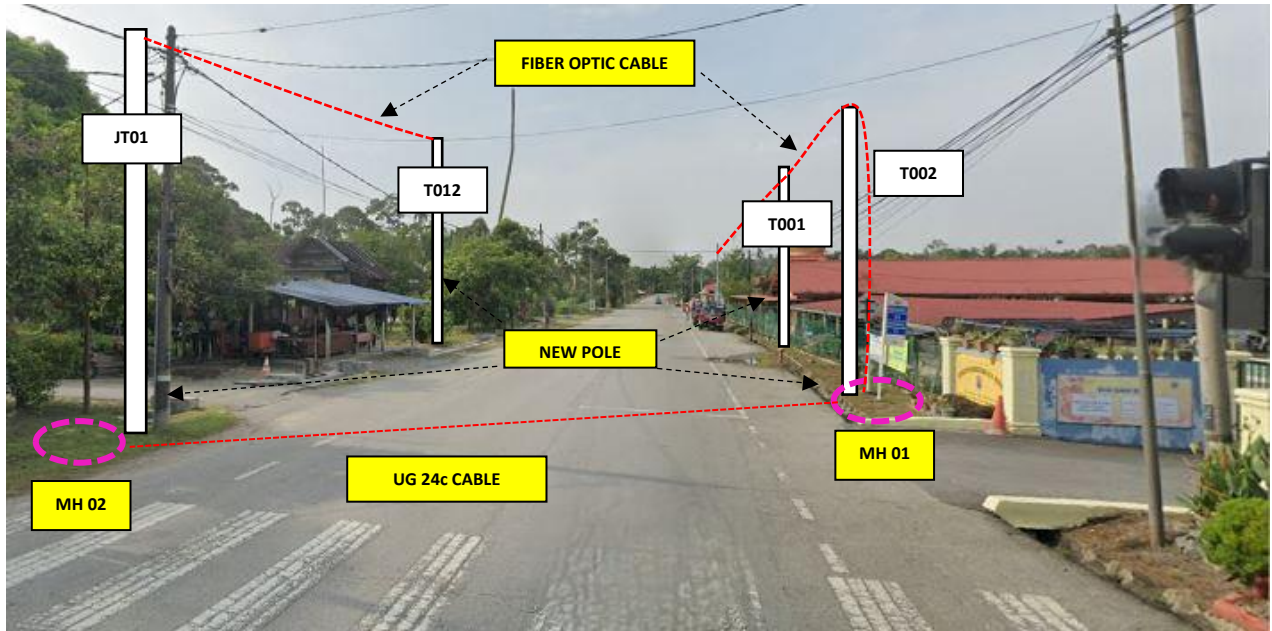 FIBER OPTIC CABLE
JT01
T012
T002
T001
NEW POLE
MH 01
UG 24c CABLE
MH 02